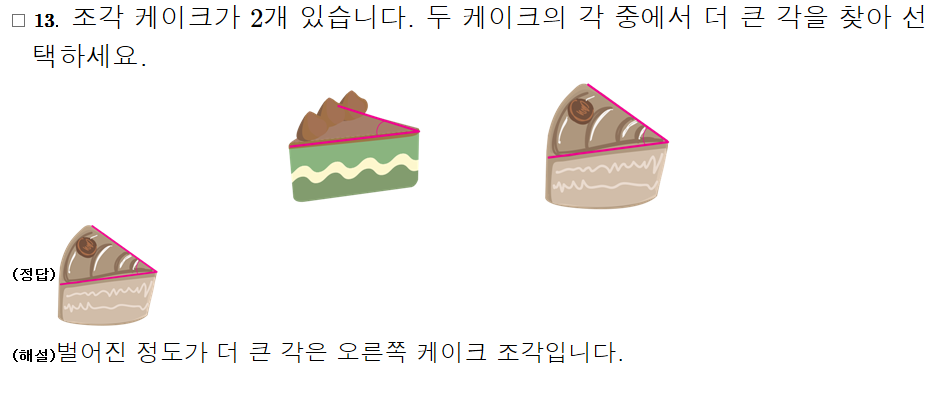 □ 13. 조각 케이크가 2개 있습니다. 두 케이크의 각 중에서 더 큰 각을 찾아 선
택하세요.
(정답)
(해설)벌어진 정도가 더 큰 각은 오른쪽 케이크 조각입니다.